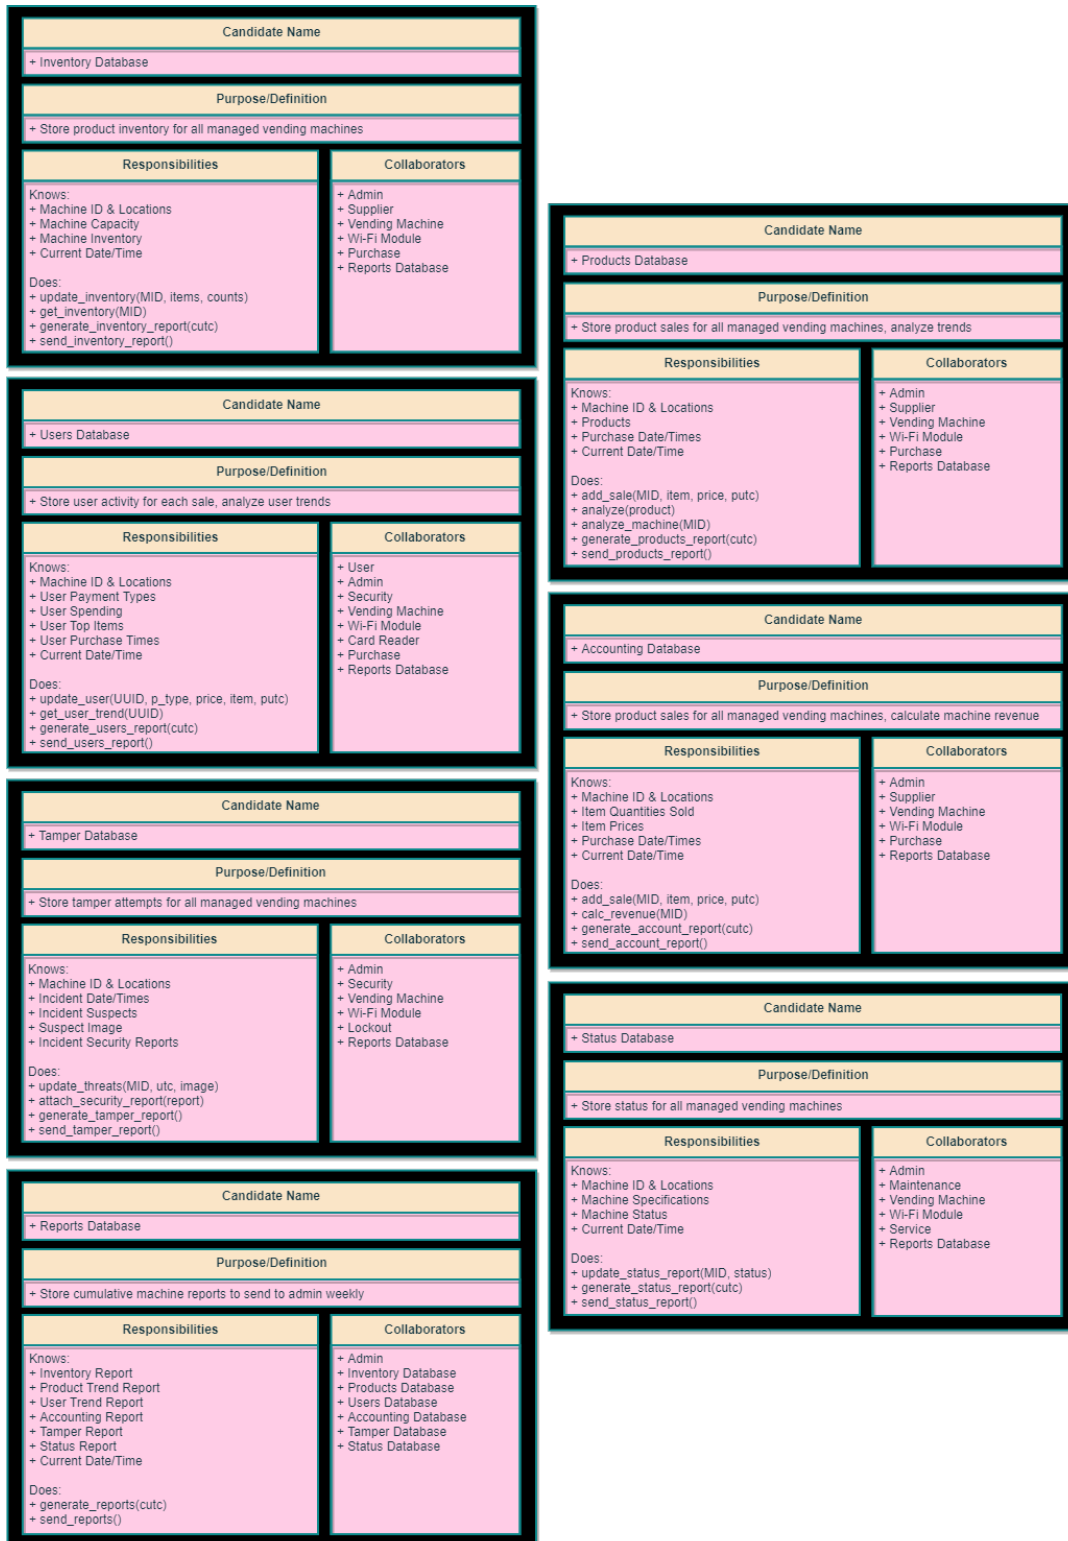 Candidate Name
+ Inventory Database
Purpose/Definition
+ Store product inventory for all managed vending machines
Responsibilities
Knows:
+ Machine ID & Locations
+ Machine Capacity
+ Machine Inventory
+ Current Date/Time
Does:
+ update_inventory(MID, items, counts)
+ get_inventory(MID)
+ generate_inventory_report(cutc)
+ send_inventory_report()
Collaborators
+ Admin
+ Supplier
+ Vending Machine
+ Wi-Fi Module
+ Purchase
+ Reports Database
Candidate Name
+ Users Database
Purpose/Definition
+ Store user activity for each sale, analyze user trends
Responsibilities
Knows:
+ Machine ID & Locations
+ User Payment Types
+ User Spending
+ User Top Items
+ User Purchase Times
+ Current Date/Time
Does:
+ update_user(UUID, p_type, price, item, putc)
+ get_user_trend(UUID)
+ generate_users_report(cutc)
+ send_users_report()
Collaborators
+ User
+ Admin
+ Security
+ Vending Machine
+ Wi-Fi Module
+ Card Reader
+ Purchase
+ Reports Database
Candidate Name
+ Tamper Database
Purpose/Definition
+ Store tamper attempts for all managed vending machines
Responsibilities
Knows:
+ Machine ID & Locations
+ Incident Date/Times
+ Incident Suspects
+ Suspect Image
+ Incident Security Reports
Does:
+ update_threats(MID, utc, image)
+ attach_security_report(report)
+ generate_tamper_report()
+ send_tamper_report()
Collaborators
+ Admin
+ Security
+ Vending Machine
+ Wi-Fi Module
+ Lockout
+ Reports Database
Candidate Name
+ Reports Database
Purpose/Definition
+ Store cumulative machine reports to send to admin weekly
Responsibilities
Knows:
+ Inventory Report
+ Product Trend Report
+ User Trend Report
+ Accounting Report
+ Tamper Report
+ Status Report
+ Current Date/Time
Does:
+ generate_reports(cutc)
+ send_reports()
Collaborators
+ Admin
+ Inventory Database
+ Products Database
+ Users Database
+ Accounting Database
+ Tamper Database
+ Status Database
Candidate Name
+ Products Database
Purpose/Definition
+ Store product sales for all managed vending machines, analyze trends
Responsibilities
Knows:
+ Machine ID & Locations
+ Products
+ Purchase Date/Times
+ Current Date/Time
Does:
+ add_sale(MID, item, price, putc)
+ analyze(product)
+ analyze_machine(MID)
+ generate_products_report(cutc)
+ send_products_report()
Collaborators
+ Admin
+ Supplier
+ Vending Machine
+ Wi-Fi Module
+ Purchase
+ Reports Database
Candidate Name
+ Accounting Database
Purpose/Definition
+ Store product sales for all managed vending machines, calculate machine revenue
Responsibilities
Knows:
+ Machine ID & Locations
+ Item Quantities Sold
+ Item Prices
+ Purchase Date/Times
+ Current Date/Time
Does:
+ add_sale(MID, item, price, putc)
+ calc_revenue(MID)
+ generate_account_report(cutc)
+ send_account_report()
Collaborators
+ Admin
+ Supplier
+ Vending Machine
+ Wi-Fi Module
+ Purchase
+ Reports Database
Candidate Name
+ Status Database
Purpose/Definition
+ Store status for all managed vending machines
Responsibilities
Knows:
+ Machine ID & Locations
+ Machine Specifications
+ Machine Status
+ Current Date/Time
Does:
+ update_status_report(MID, status)
+ generate_status_report(cutc)
+ send_status_report()
Collaborators
+ Admin
+ Maintenance
+ Vending Machine
+ Wi-Fi Module
+ Service
+ Reports Database